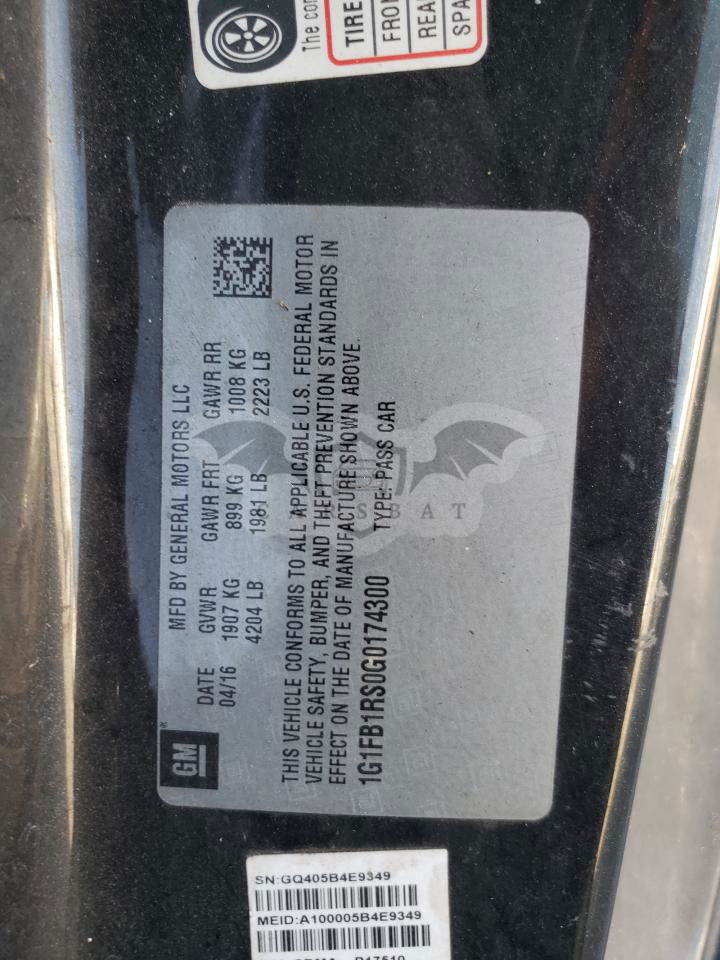 The con
TIRE
FRON
REA
SPA
MFD BY GENERAL MOTORS LLC
DATE GVWR GAWR FRT GAWR RR
04/16 1907 KG 899 KG 1008 KG
4204 LB 1981 LB 2223 LB
THIS VEHICLE CONFORMS TO ALL APPLICABLE U.S. FEDERAL MOTOR
VEHICLE SAFETY, BUMPER, AND THEFT PREVENTION STANDARDS IN
EFFECT ON THE DATE OF MANUFACTURE SHOWN ABOVE.
1G1FB1RS0G0174300 TYPE: PASS CAR
GM
SN:GQ405B4E9349
MEID:A100005B4E9349